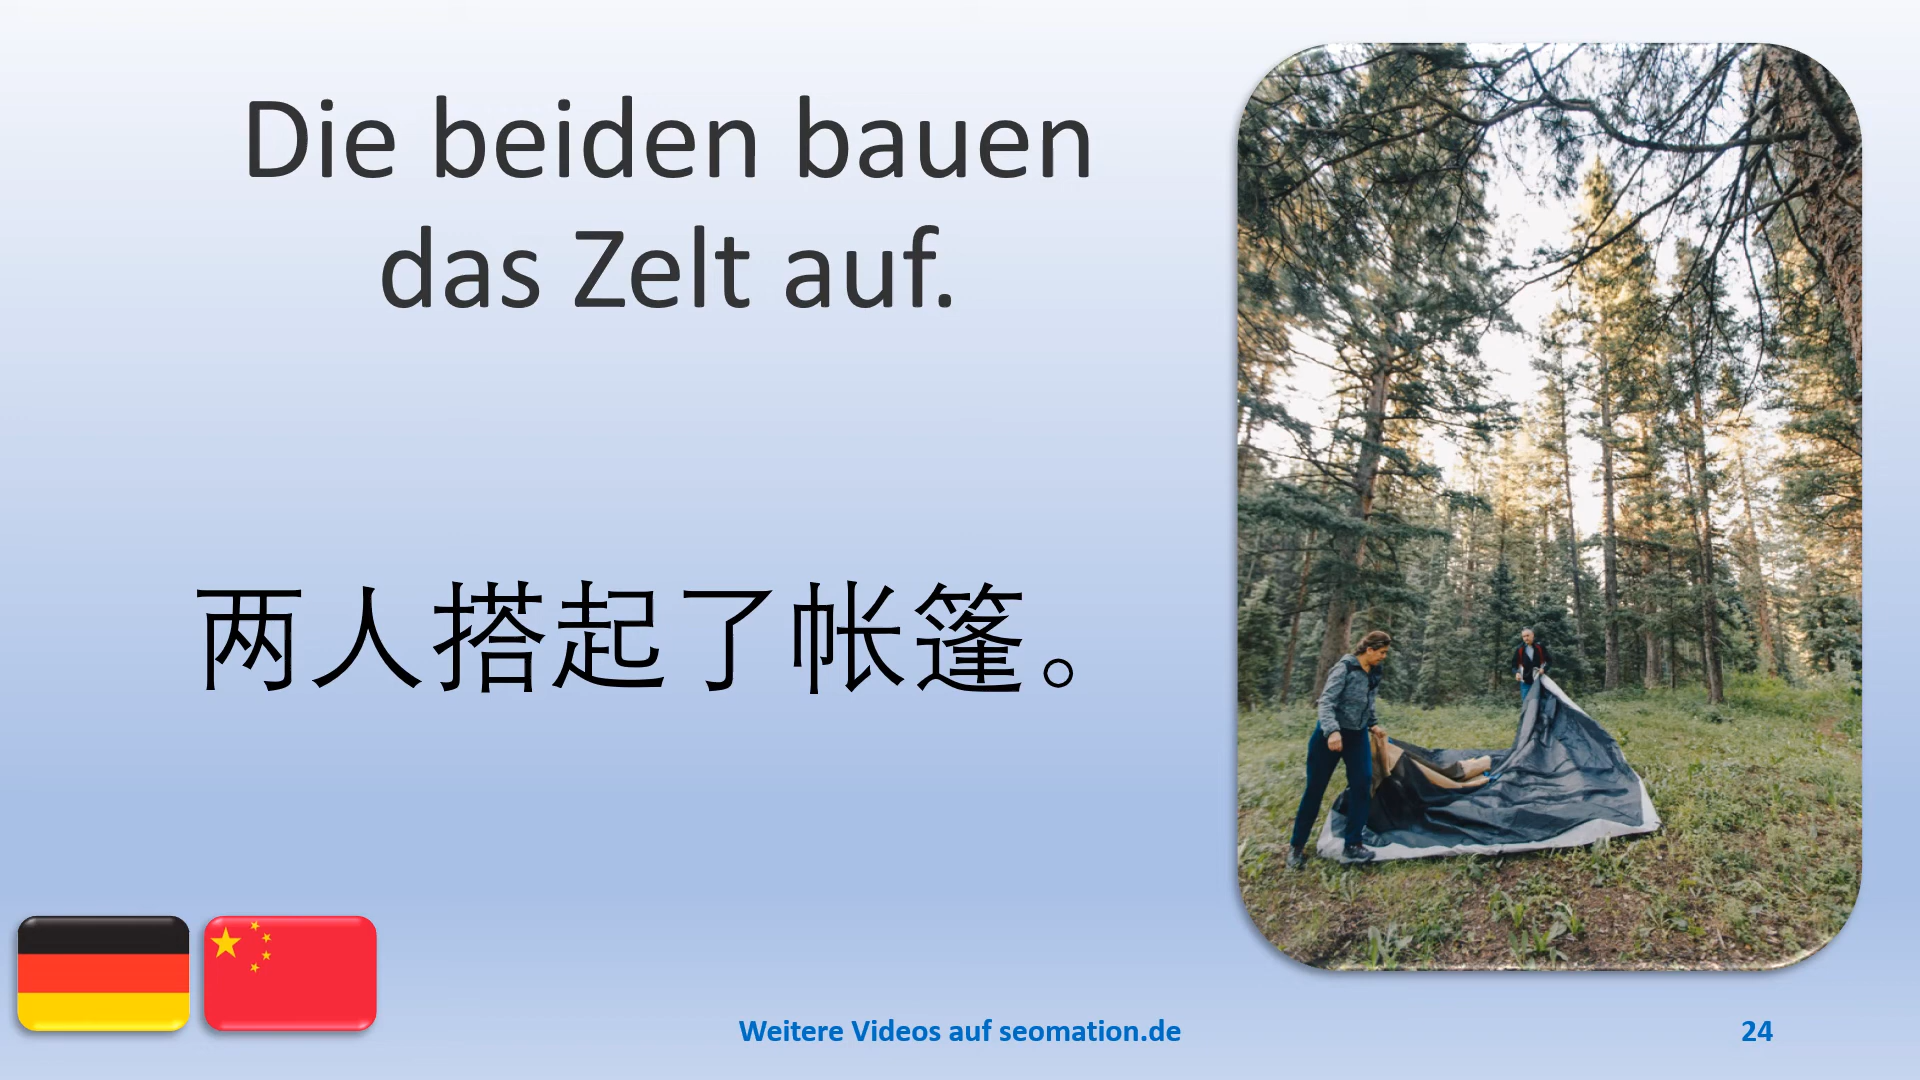 Die beiden bauen
das Zelt auf.
两人搭起了帐篷。
Weitere Videos auf seomation.de
24